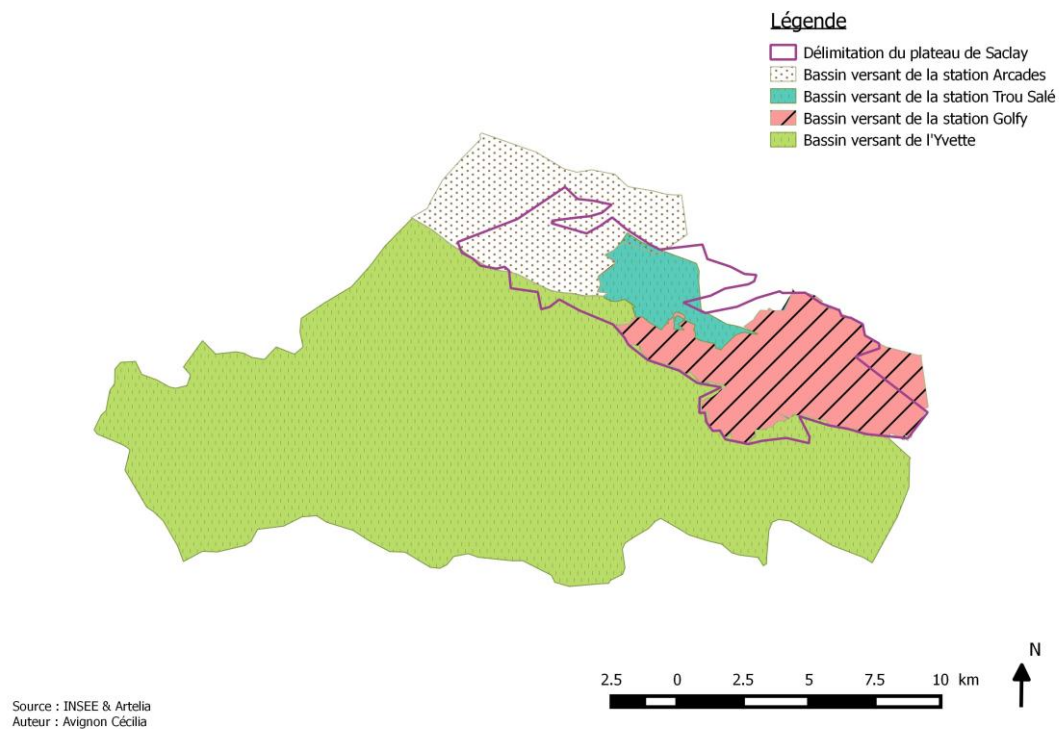 Légende
Délimitation du plateau de Saclay
Bassin versant de la station Arcades
Bassin versant de la station Trou Salé
Bassin versant de la station Golfy
Bassin versant de l'Yvette
N
2.5 0 2.5 5 7.5 10 km
Source : INSEE & Artelia
Auteur : Avignon Cécilia